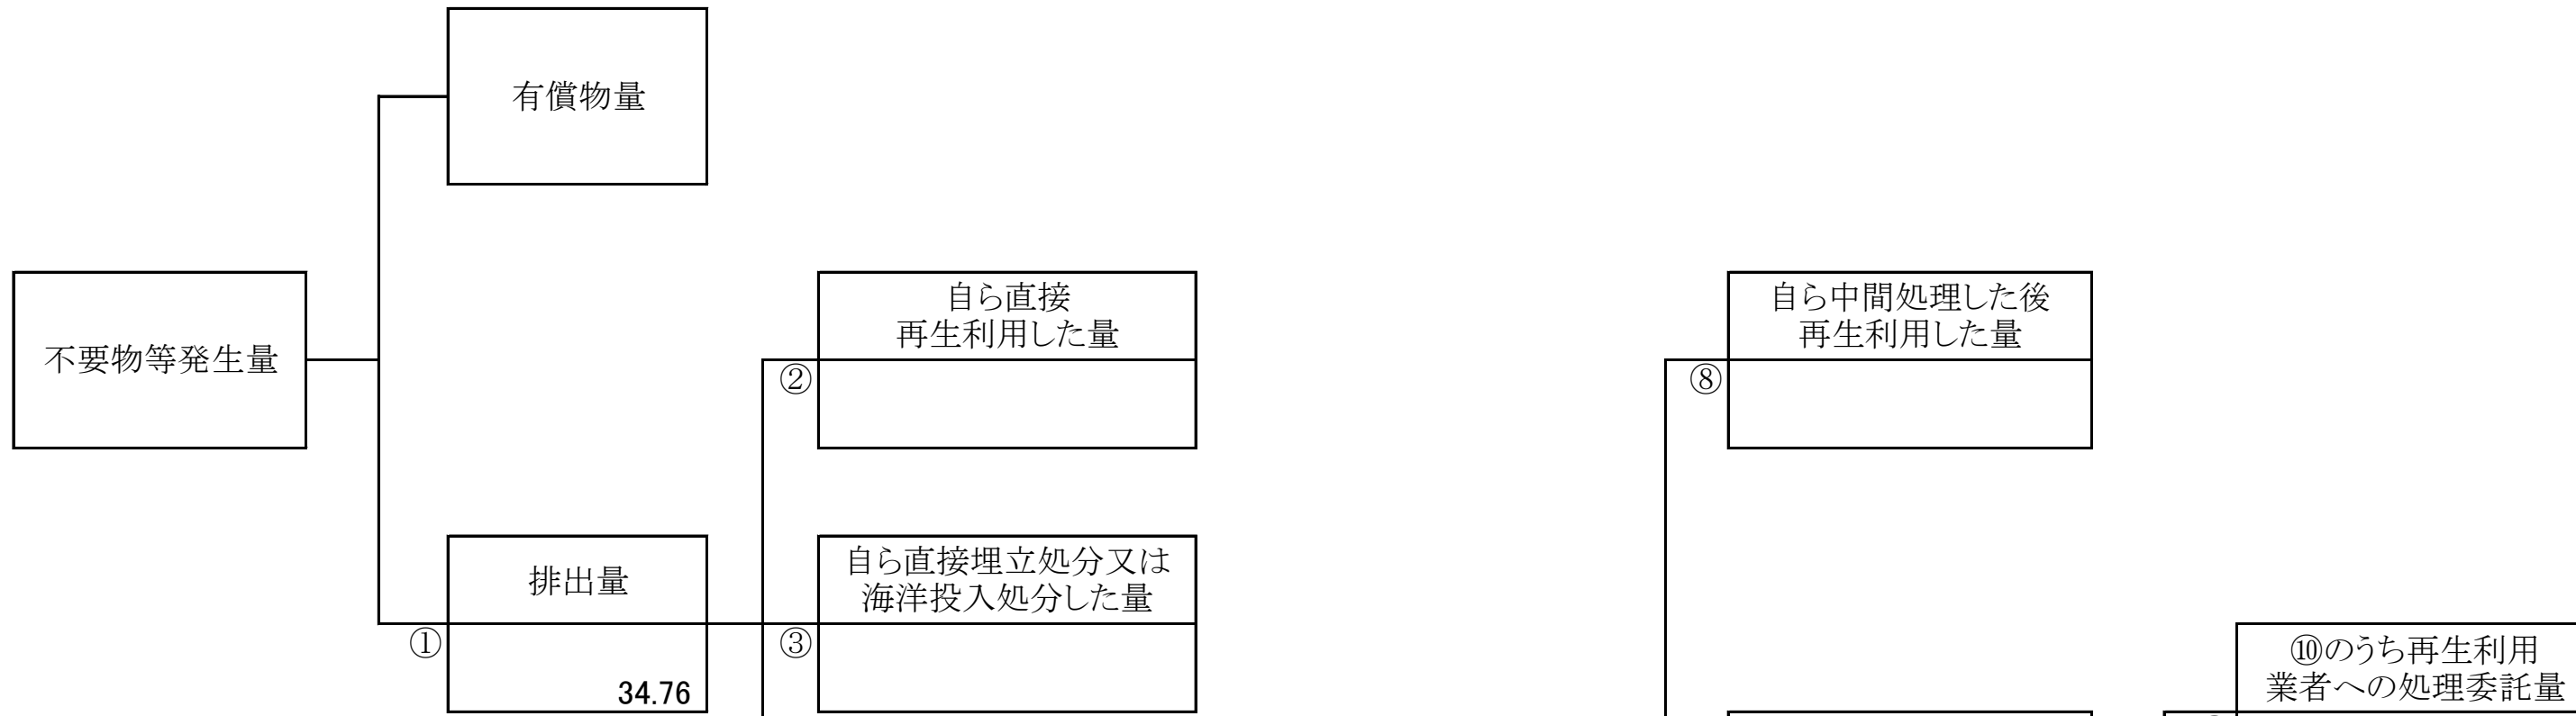 有償物量
不要物等発生量
自ら直接
再生利用した量
②
自ら中間処理した後
再生利用した量
⑧
排出量
①
34.76
自ら直接埋立処分又は
海洋投入処分した量
③
⑩のうち再生利用
業者への処理委託量